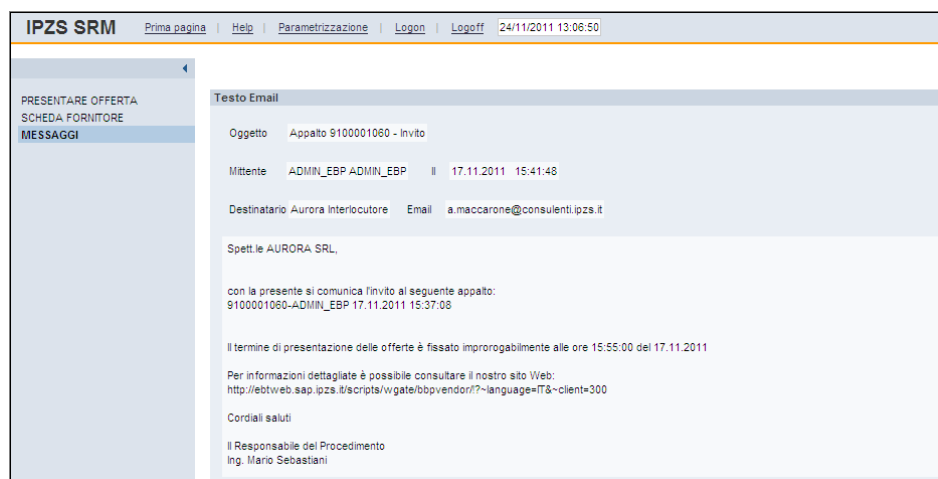 IPZS SRM Prima pagina | Help | Parametrizzazione | Logon | Logoff 24/11/2011 13:06:50
PRESENTARE OFFERTA
SCHEDA FORNITORE
MESSAGGI
Testo Email
Oggetto Appalto 9100001060 - Invito
Mittente ADMIN_EBP ADMIN_EBP Il 17.11.2011 15:41:48
Destinatario Aurora Interlocutore Email a.maccarone@consulenti.ipzs.it
Spett.le AURORA SRL,
con la presente si comunica l'invito al seguente appalto:
9100001060-ADMIN_EBP 17.11.2011 15:37:08
Il termine di presentazione delle offerte è fissato improrogabilmente alle ore 15:55:00 del 17.11.2011
Per informazioni dettagliate è possibile consultare il nostro sito Web:
http://ebtweb.sap.ipzs.it/scripts/wgate/bbpvendor/!?~language=IT&~client=300
Cordiali saluti
Il Responsabile del Procedimento
Ing. Mario Sebastiani